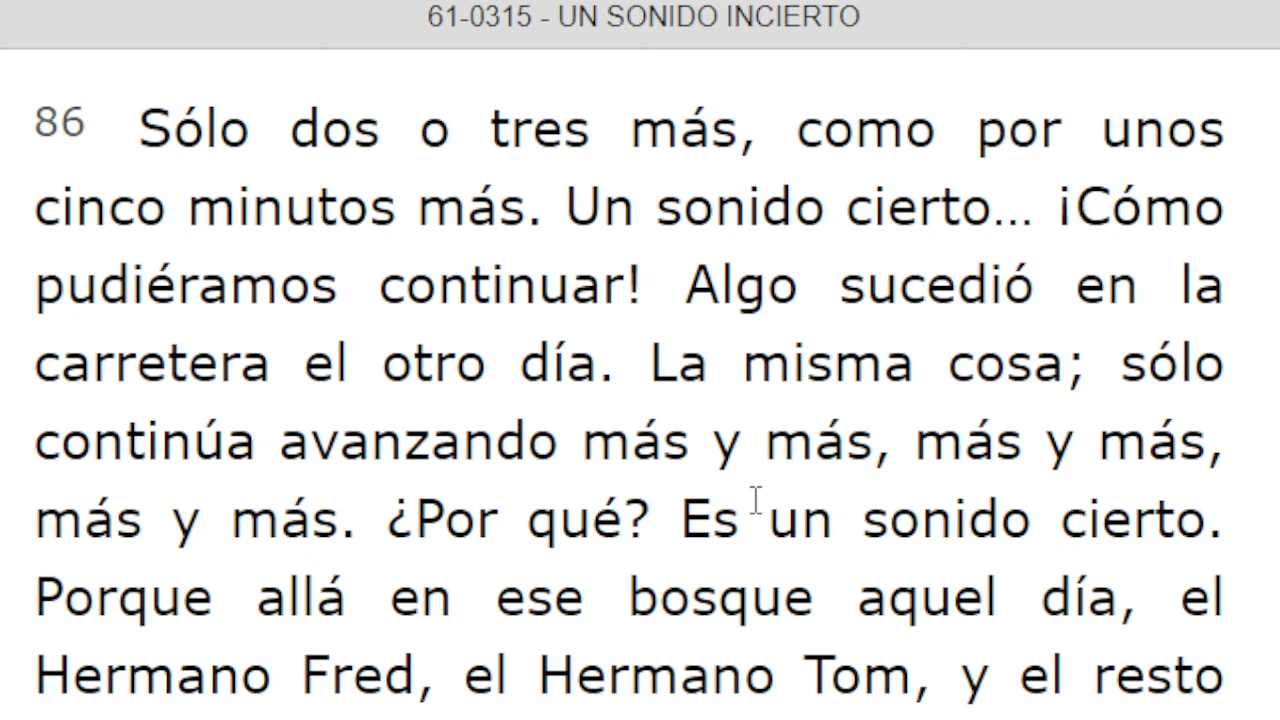 61-0315 - UN SONIDO INCIERTO
86 Sólo dos o tres más, como por unos
cinco minutos más. Un sonido cierto... ¡Cómo
pudiéramos continuar! Algo sucedió en la
carretera el otro día. La misma cosa; sólo
continúa avanzando más y más, más y más,
más y más. ¿Por qué? Es un sonido cierto.
Porque allá en ese bosque aquel día, el
Hermano Fred, el Hermano Tom, y el resto